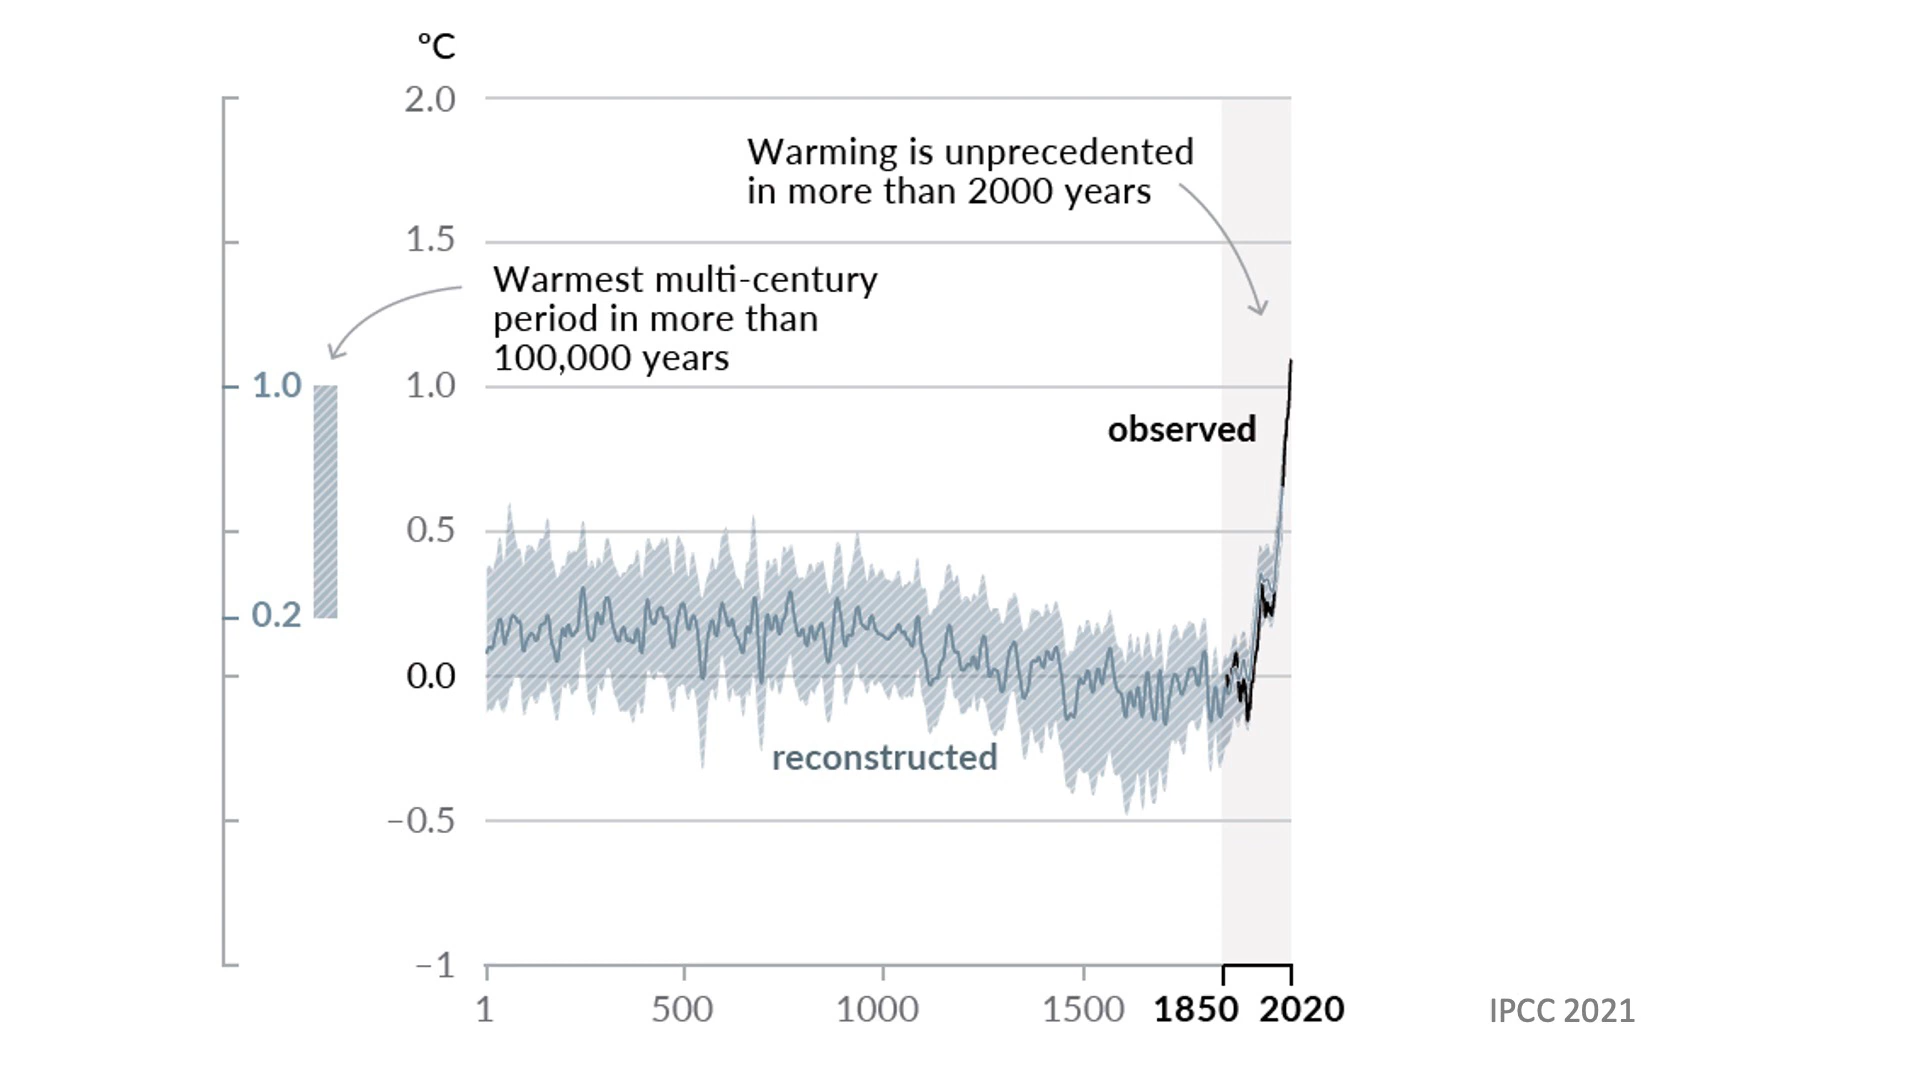 °C
2.0
Warming is unprecedented
in more than 2000 years
1.5
Warmest multi-century
period in more than
100,000 years
1.0
1.0
observed
0.5
0.2
0.0
reconstructed
−0.5
−1
1 500 1000 1500 1850 2020
IPCC 2021